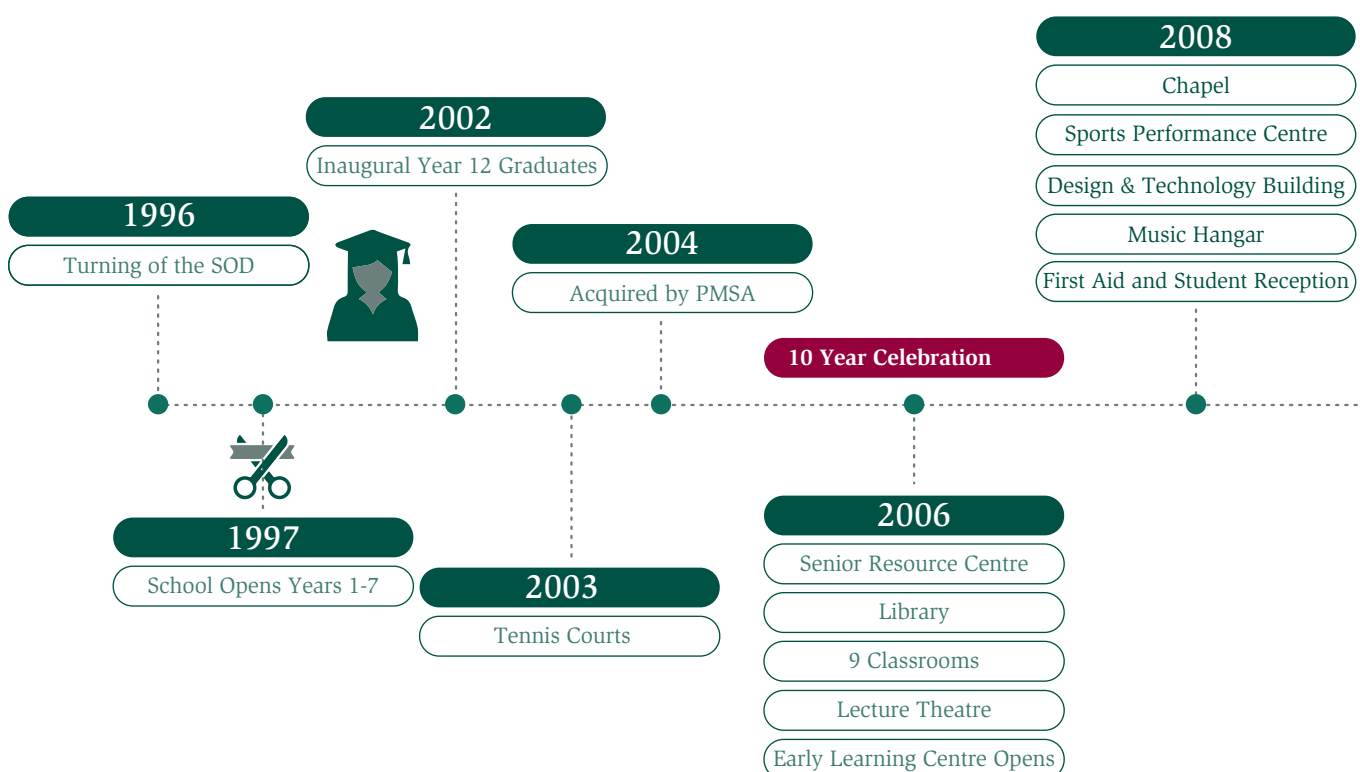 1996
Turning of the SOD
1997
School Opens Years 1-7
2002
Inaugural Year 12 Graduates
2003
Tennis Courts
2004
Acquired by PMSA
10 Year Celebration
2006
Senior Resource Centre
Library
9 Classrooms
Lecture Theatre
Early Learning Centre Opens
2008
Chapel
Sports Performance Centre
Design & Technology Building
Music Hangar
First Aid and Student Reception